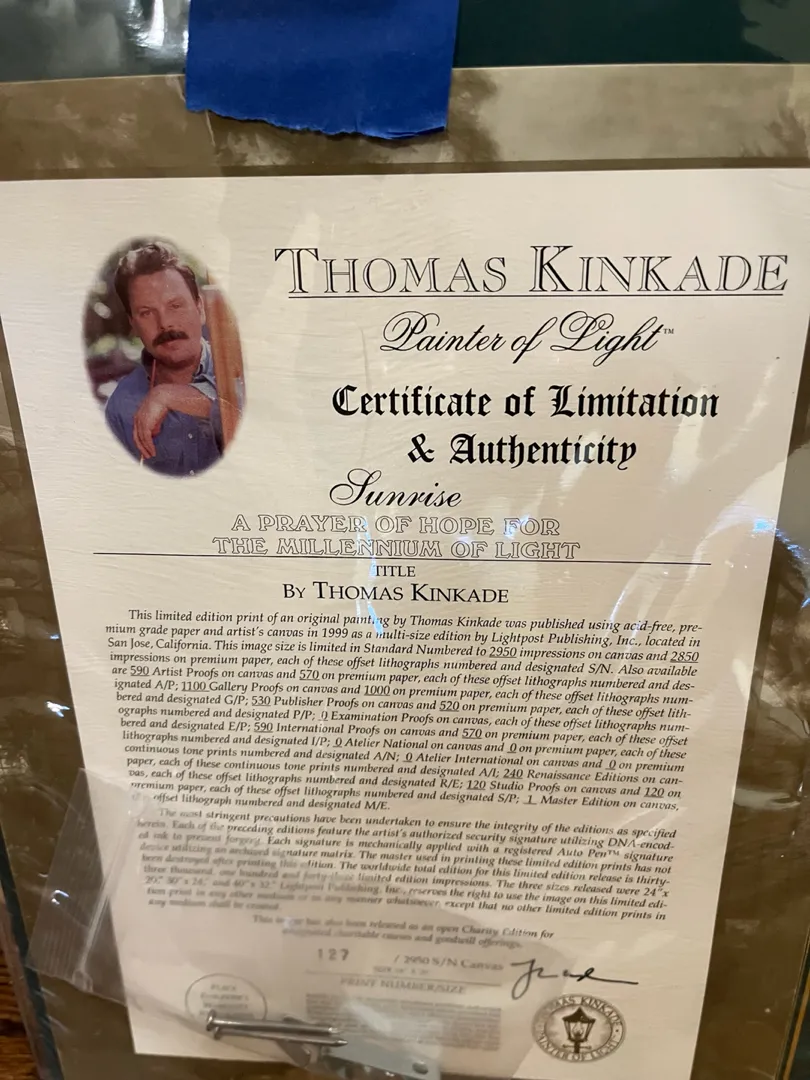 THOMAS KINKADE
Painter of Light™
Certificate of Limitation
& Authenticity
Sunrise
A PRAYER OF HOPE FOR
THE MILLENNIUM OF LIGHT
TITLE
BY THOMAS KINKADE
This limited edition print of an original painting by Thomas Kinkade was published using acid-free, pre-
mium grade paper and artist's canvas in 1999 as a multi-size edition by Lightpost Publishing, Inc., located in
San Jose, California. This image size is limited in Standard Numbered to 2950 impressions on canvas and 2850
impressions on premium paper, each of these offset lithographs numbered and designated S/N. Also available
are 590 Artist Proofs on canvas and 570 on premium paper, each of these offset lithographs numbered and des-
ignated A/P; 1100 Gallery Proofs on canvas and 1000 on premium paper, each of these offset lithographs num-
bered and designated G/P; 530 Publisher Proofs on canvas and 520 on premium paper, each of these offset lith-
ographs numbered and designated P/P; 0 Examination Proofs on canvas, each of these offset lithographs num-
bered and designated E/P; 590 International Proofs on canvas and 570 on premium paper, each of these offset
lithographs numbered and designated I/P; 0 Atelier National on canvas and 0 on premium paper, each of these
continuous tone prints numbered and designated A/N; 0 Atelier International on canvas and 0 on premium
paper, each of these continuous tone prints numbered and designated A/I; 240 Renaissance Editions on can-
vas, each of these offset lithographs numbered and designated R/E; 120 Studio Proofs on canvas and 120 on
premium paper, each of these offset lithographs numbered and designated S/P; 1 Master Edition on canvas,
offset lithograph numbered and designated M/E.
The most stringent precautions have been undertaken to ensure the integrity of the editions as specified
herein. Each of the preceding editions feature the artist's authorized security signature utilizing DNA-encod-
ed ink to prevent forgery. Each signature is mechanically applied with a registered Auto Pen™ signature
device utilizing an archived signature matrix. The master used in printing these limited edition prints has not
been destroyed after printing this edition. The worldwide total edition for this limited edition release is thirty-
three thousand, one hundred and forty-three limited edition impressions. The three sizes released were 24" x
20", 30" x 24", and 40" x 32". Lightpost Publishing, Inc., reserves the right to use the image on this limited edi-
tion print in any other medium or in any manner whatsoever, except that no other limited edition prints in
any medium shall be created.
This image has also been released as an open Charity Edition for
designated charitable causes and goodwill offerings.
127 / 2950 S/N Canvas
PRINT NUMBER/SIZE
THOMAS KINKADE
PAINTER OF LIGHT